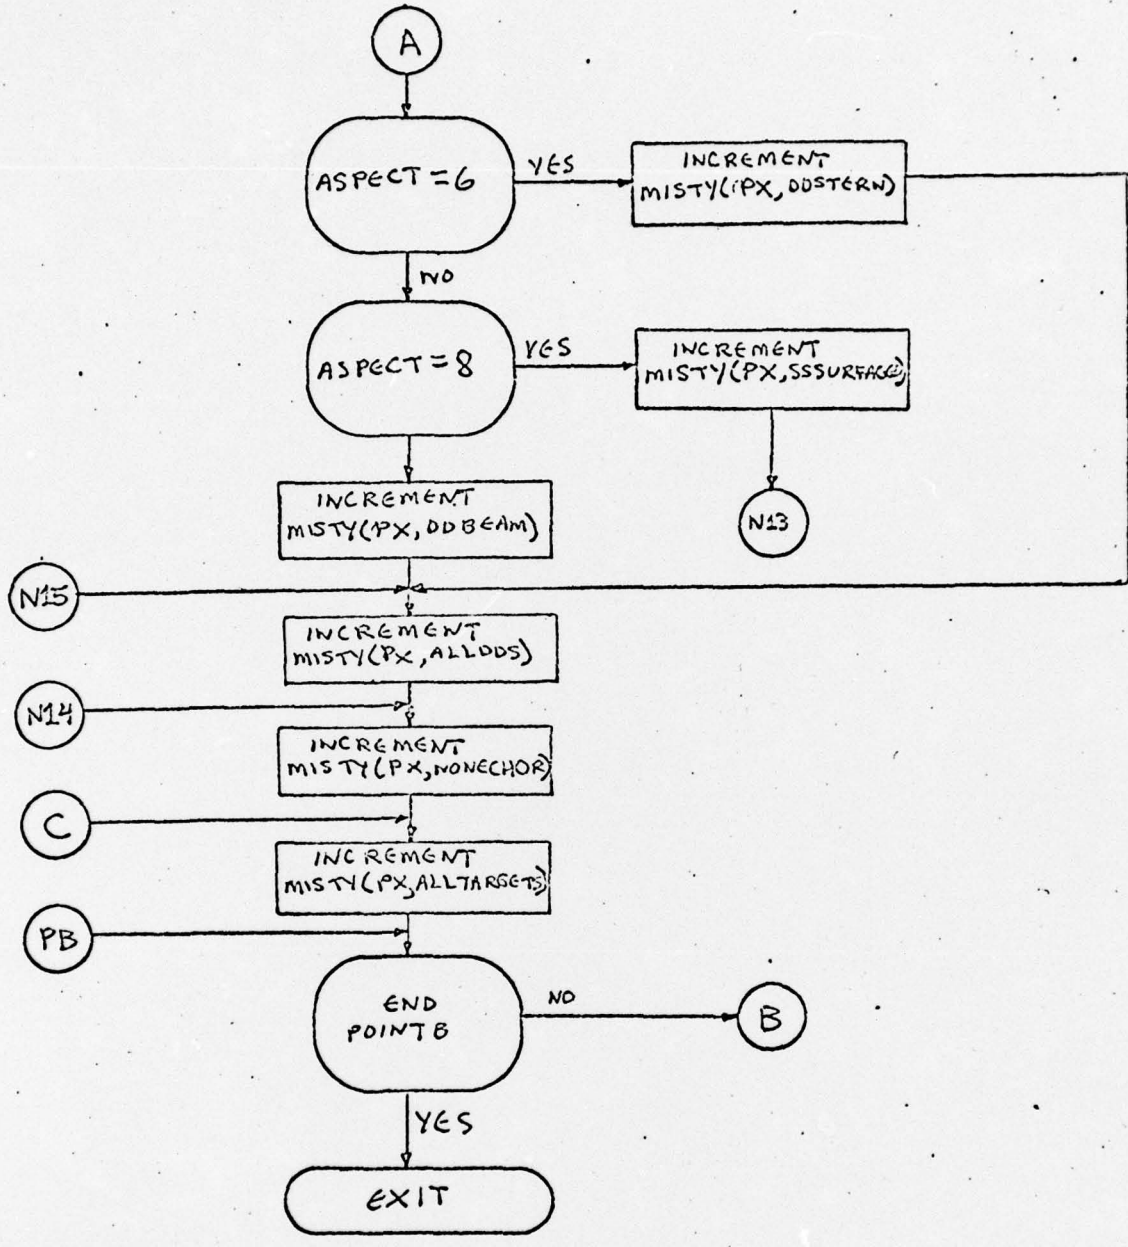 A
ASPECT = 6
YES
INCREMENT
MISTY(PX, DDSTERN)
NO
ASPECT = 8
YES
INCREMENT
MISTY(PX, SSSURFACE)
N13
INCREMENT
MISTY(PX, DDBEAM)
N15
INCREMENT
MISTY(PX, ALLDDS)
N14
INCREMENT
MISTY(PX, NONECHOR)
C
INCREMENT
MISTY(PX, ALLTARGETS)
PB
END
POINTB
NO
B
YES
EXIT